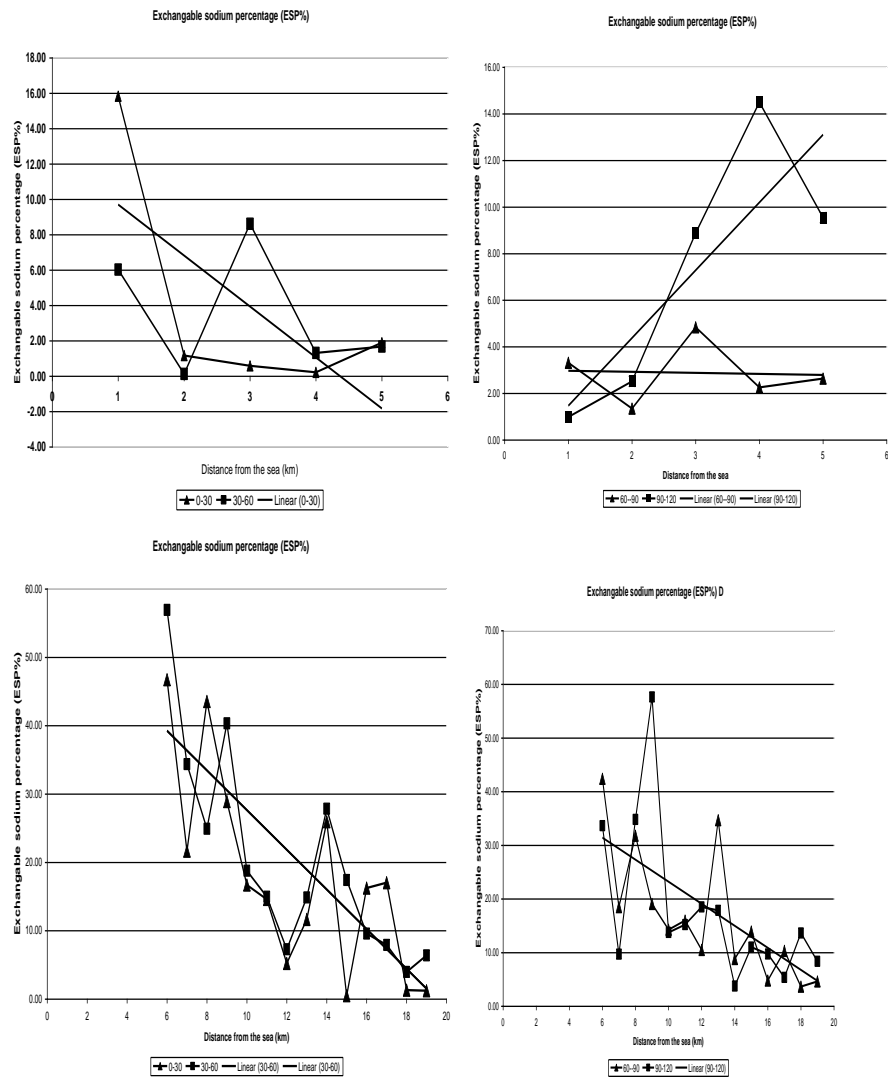 Exchangable sodium percentage (ESP%)
Exchangable sodium percentage (ESP%)
18.00
16.00
14.00
12.00
10.00
8.00
6.00
4.00
2.00
0.00
-2.00
-4.00
0 1 2 3 4 5 6
Distance from the sea (km)
0-30 30-60 Linear (0-30)
Exchangable sodium percentage (ESP%)
Exchangable sodium percentage (ESP%)
16.00
14.00
12.00
10.00
8.00
6.00
4.00
2.00
0.00
0 1 2 3 4 5 6
Distance from the sea
60--90 90-120 Linear (60--90) Linear (90-120)
Exchangable sodium percentage (ESP%)
Exchangable sodium percentage (ESP%)
60.00
50.00
40.00
30.00
20.00
10.00
0.00
0 2 4 6 8 10 12 14 16 18 20
Distance from the sea (km)
0-30 30-60 Linear (30-60) Linear (30-60)
Exchangable sodium percentage (ESP%) D
Exchangable sodium percentage (ESP%)
70.00
60.00
50.00
40.00
30.00
20.00
10.00
0.00
0 2 4 6 8 10 12 14 16 18 20
Distance from the sea (km)
60--90 90-120 Linear (90-120)